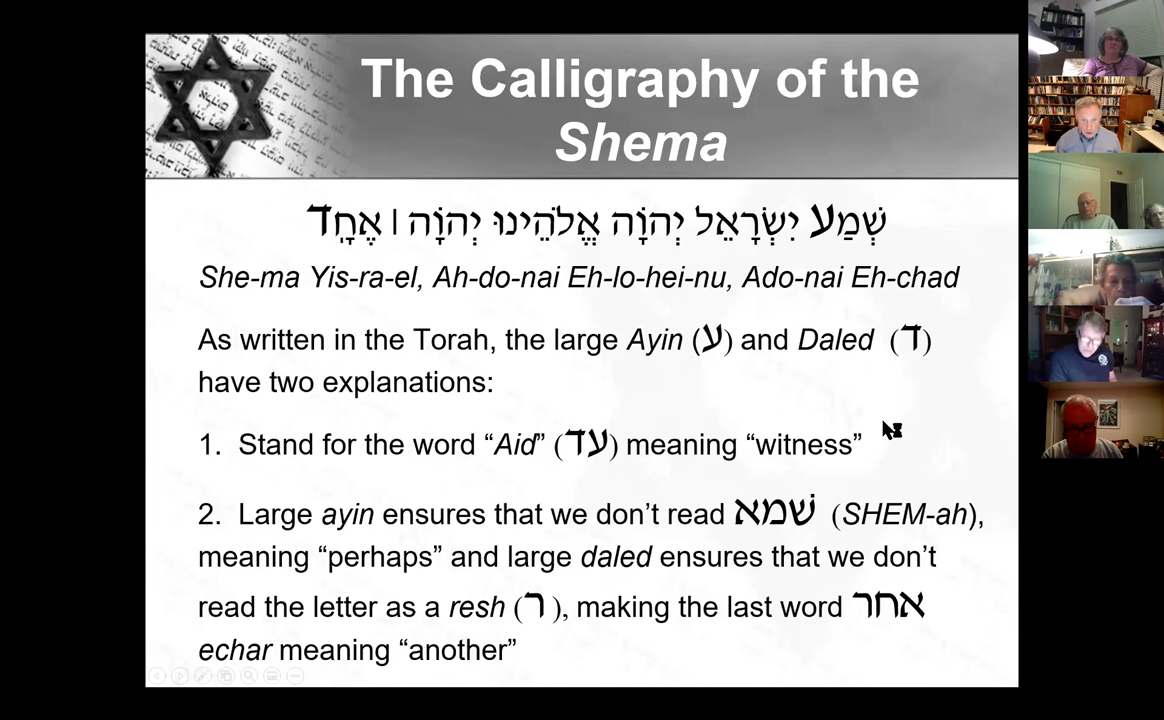 The Calligraphy of the
Shema
שְׁמַע יִשְׂרָאֵל יְהוָֹה אֱלֹהֵינוּ יְהוָֹה | אֶחָֽד
She-ma Yis-ra-el, Ah-do-nai Eh-lo-hei-nu, Ado-nai Eh-chad
As written in the Torah, the large Ayin (ע) and Daled (ד)
have two explanations:
1. Stand for the word “Aid” (עד) meaning “witness”
2. Large ayin ensures that we don’t read שׁמא (SHEM-ah),
meaning “perhaps” and large daled ensures that we don’t
read the letter as a resh (ר ), making the last word אחר
echar meaning “another”